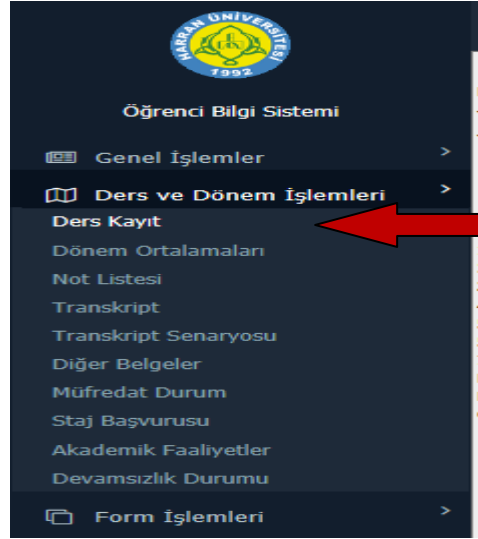 HARRAN ÜNİVERSİTESİ
1992
Öğrenci Bilgi Sistemi
Genel İşlemler >
Ders ve Dönem İşlemleri >
Ders Kayıt
Dönem Ortalamaları
Not Listesi
Transkript
Transkript Senaryosu
Diğer Belgeler
Müfredat Durum
Staj Başvurusu
Akademik Faaliyetler
Devamsızlık Durumu
Form İşlemleri >